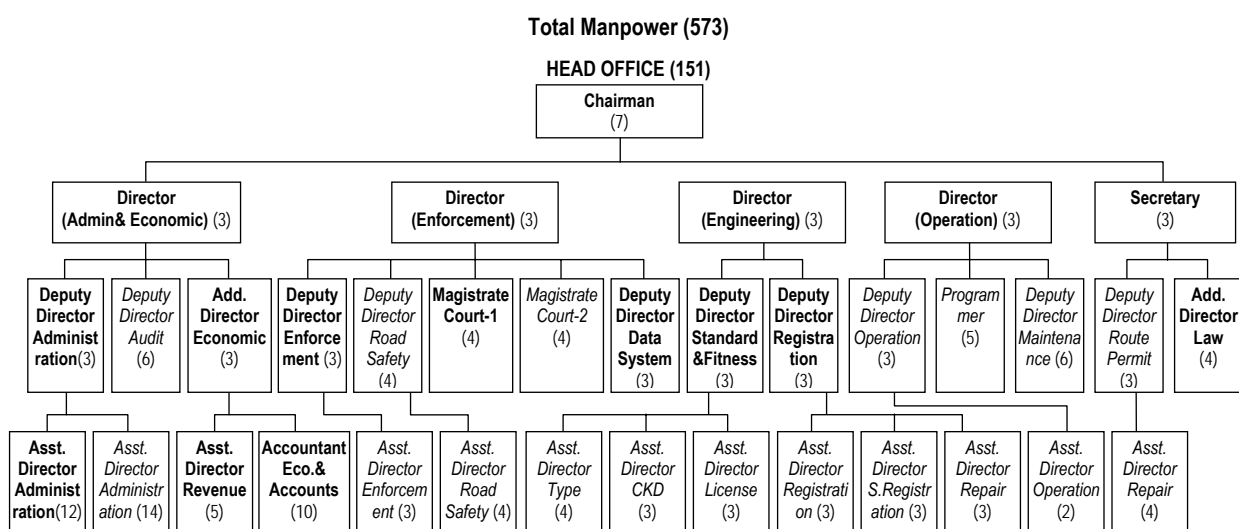 Total Manpower (573)
HEAD OFFICE (151)
Chairman
(7)
Director
(Admin& Economic) (3)
Director
(Enforcement) (3)
Director
(Engineering) (3)
Director
(Operation) (3)
Secretary
(3)
Deputy
Director
Administ
ration(3)
Deputy
Director
Audit
(6)
Add.
Director
Economic
(3)
Deputy
Director
Enforce
ment (3)
Deputy
Director
Road
Safety
(4)
Magistrate
Court-1
(4)
Magistrate
Court-2
(4)
Deputy
Director
Data
System
(3)
Deputy
Director
Standard
&Fitness
(3)
Deputy
Director
Registra
tion
(3)
Deputy
Director
Operation
(3)
Program
mer
(5)
Deputy
Director
Maintena
nce (6)
Deputy
Director
Route
Permit
(3)
Add.
Director
Law
(4)
Asst.
Director
Administ
ration(12)
Asst.
Director
Administr
ation (14)
Asst.
Director
Revenue
(5)
Accountant
Eco.&
Accounts
(10)
Asst.
Director
Enforcem
ent (3)
Asst.
Director
Road
Safety (4)
Asst.
Director
Type
(4)
Asst.
Director
CKD
(3)
Asst.
Director
License
(3)
Asst.
Director
Registrati
on (3)
Asst.
Director
S.Registr
ation (3)
Asst.
Director
Repair
(3)
Asst.
Director
Operation
(2)
Asst.
Director
Repair
(4)